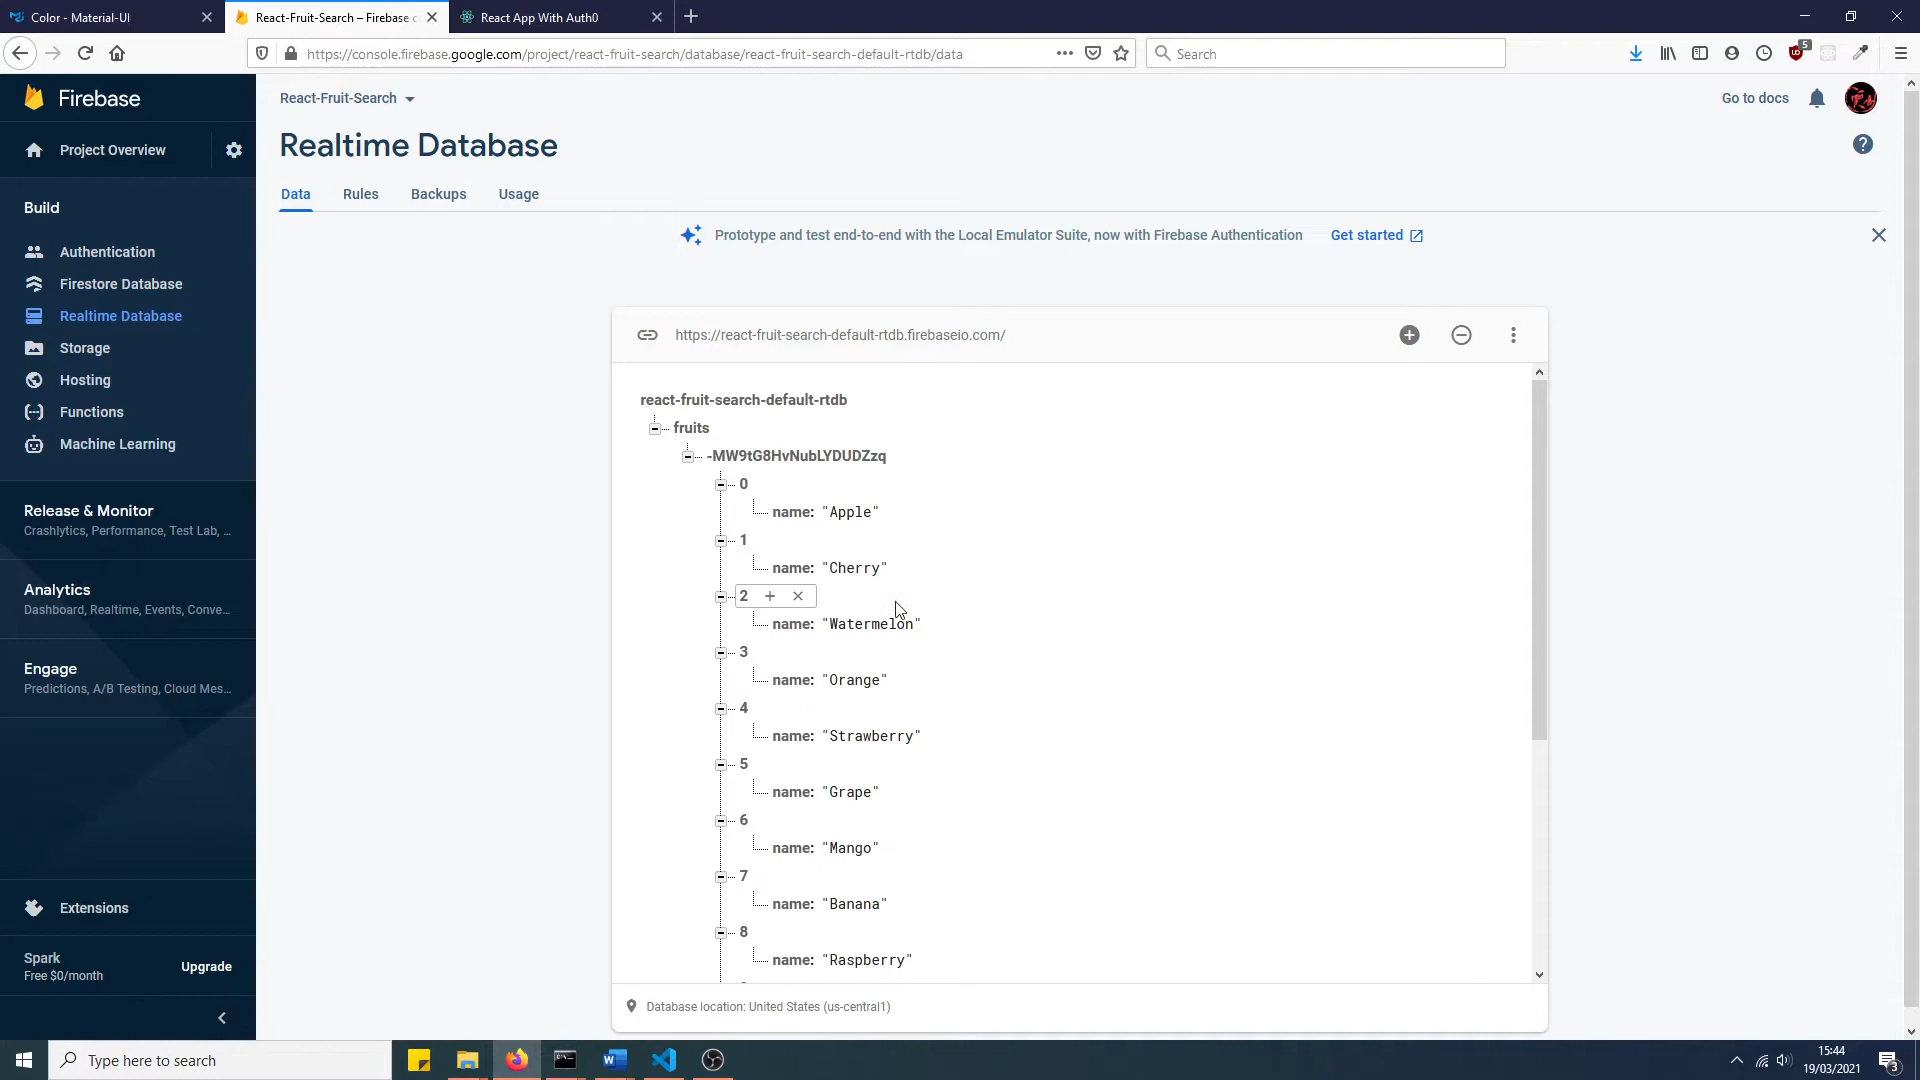 Color - Material-UI
React-Fruit-Search – Firebase c
React App With Auth0
https://console.firebase.google.com/project/react-fruit-search/database/react-fruit-search-default-rtdb/data
Search
5
Firebase
React-Fruit-Search
Go to docs
Project Overview
Realtime Database
?
Data
Rules
Backups
Usage
Build
Prototype and test end-to-end with the Local Emulator Suite, now with Firebase Authentication
Get started
Authentication
Firestore Database
Realtime Database
Storage
Hosting
Functions
Machine Learning
https://react-fruit-search-default-rtdb.firebaseio.com/
react-fruit-search-default-rtdb
fruits
-MW9tG8HvNubLYDUDZzq
0
name: "Apple"
1
name: "Cherry"
2
name: "Watermelon"
3
name: "Orange"
4
name: "Strawberry"
5
name: "Grape"
6
name: "Mango"
7
name: "Banana"
8
name: "Raspberry"
Release & Monitor
Crashlytics, Performance, Test Lab, ...
Analytics
Dashboard, Realtime, Events, Conve...
Engage
Predictions, A/B Testing, Cloud Mes...
Extensions
Spark
Free $0/month
Upgrade
Database location: United States (us-central1)
Type here to search
15:44
19/03/2021
3